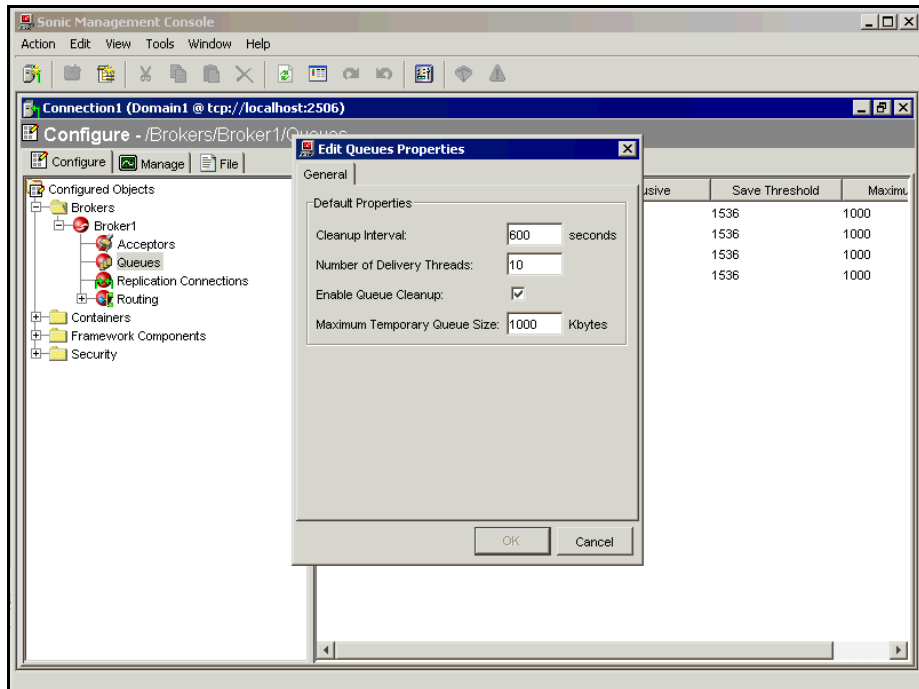 Sonic Management Console
Action Edit View Tools Window Help
Connection1 (Domain1 @ tcp://localhost:2506)
Configure - /Brokers/Broker1/Queues
Configure Manage File
Edit Queues Properties
General
Default Properties
Cleanup Interval: 600 seconds
Number of Delivery Threads: 10
Enable Queue Cleanup:
Maximum Temporary Queue Size: 1000 Kbytes
OK Cancel
Configured Objects
Brokers
Broker1
Acceptors
Queues
Replication Connections
Routing
Containers
Framework Components
Security
usive Save Threshold Maximu
1536 1000
1536 1000
1536 1000
1536 1000